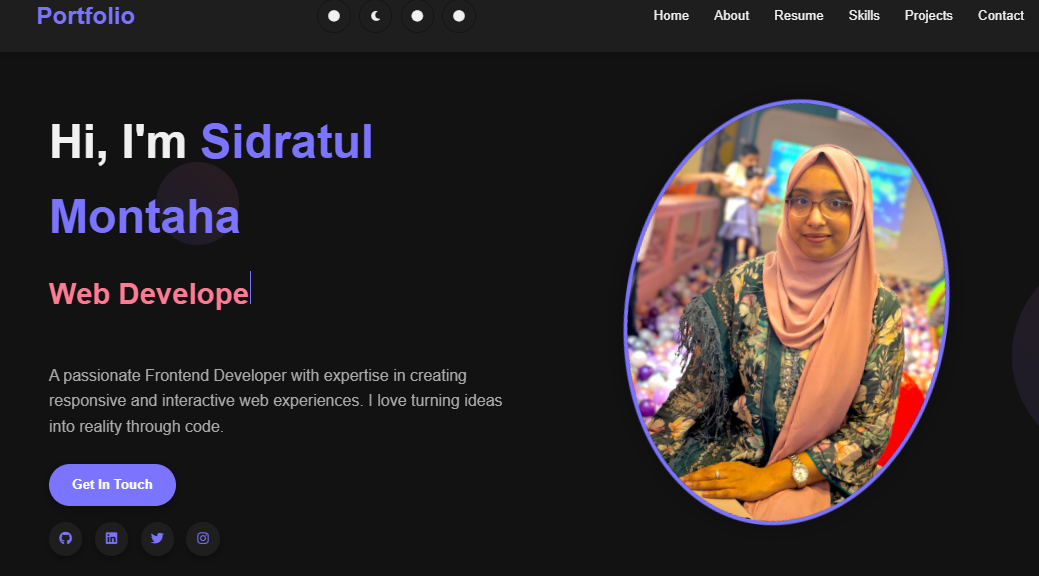 Portfolio
Home About Resume Skills Projects Contact
Hi, I'm Sidratul
Montaha
Web Develope
A passionate Frontend Developer with expertise in creating
responsive and interactive web experiences. I love turning ideas
into reality through code.
Get In Touch